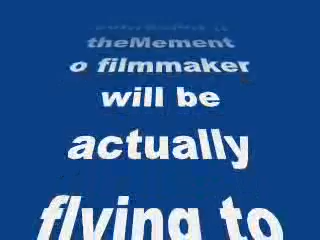 theMement
o filmmaker
will be
actually
flying to